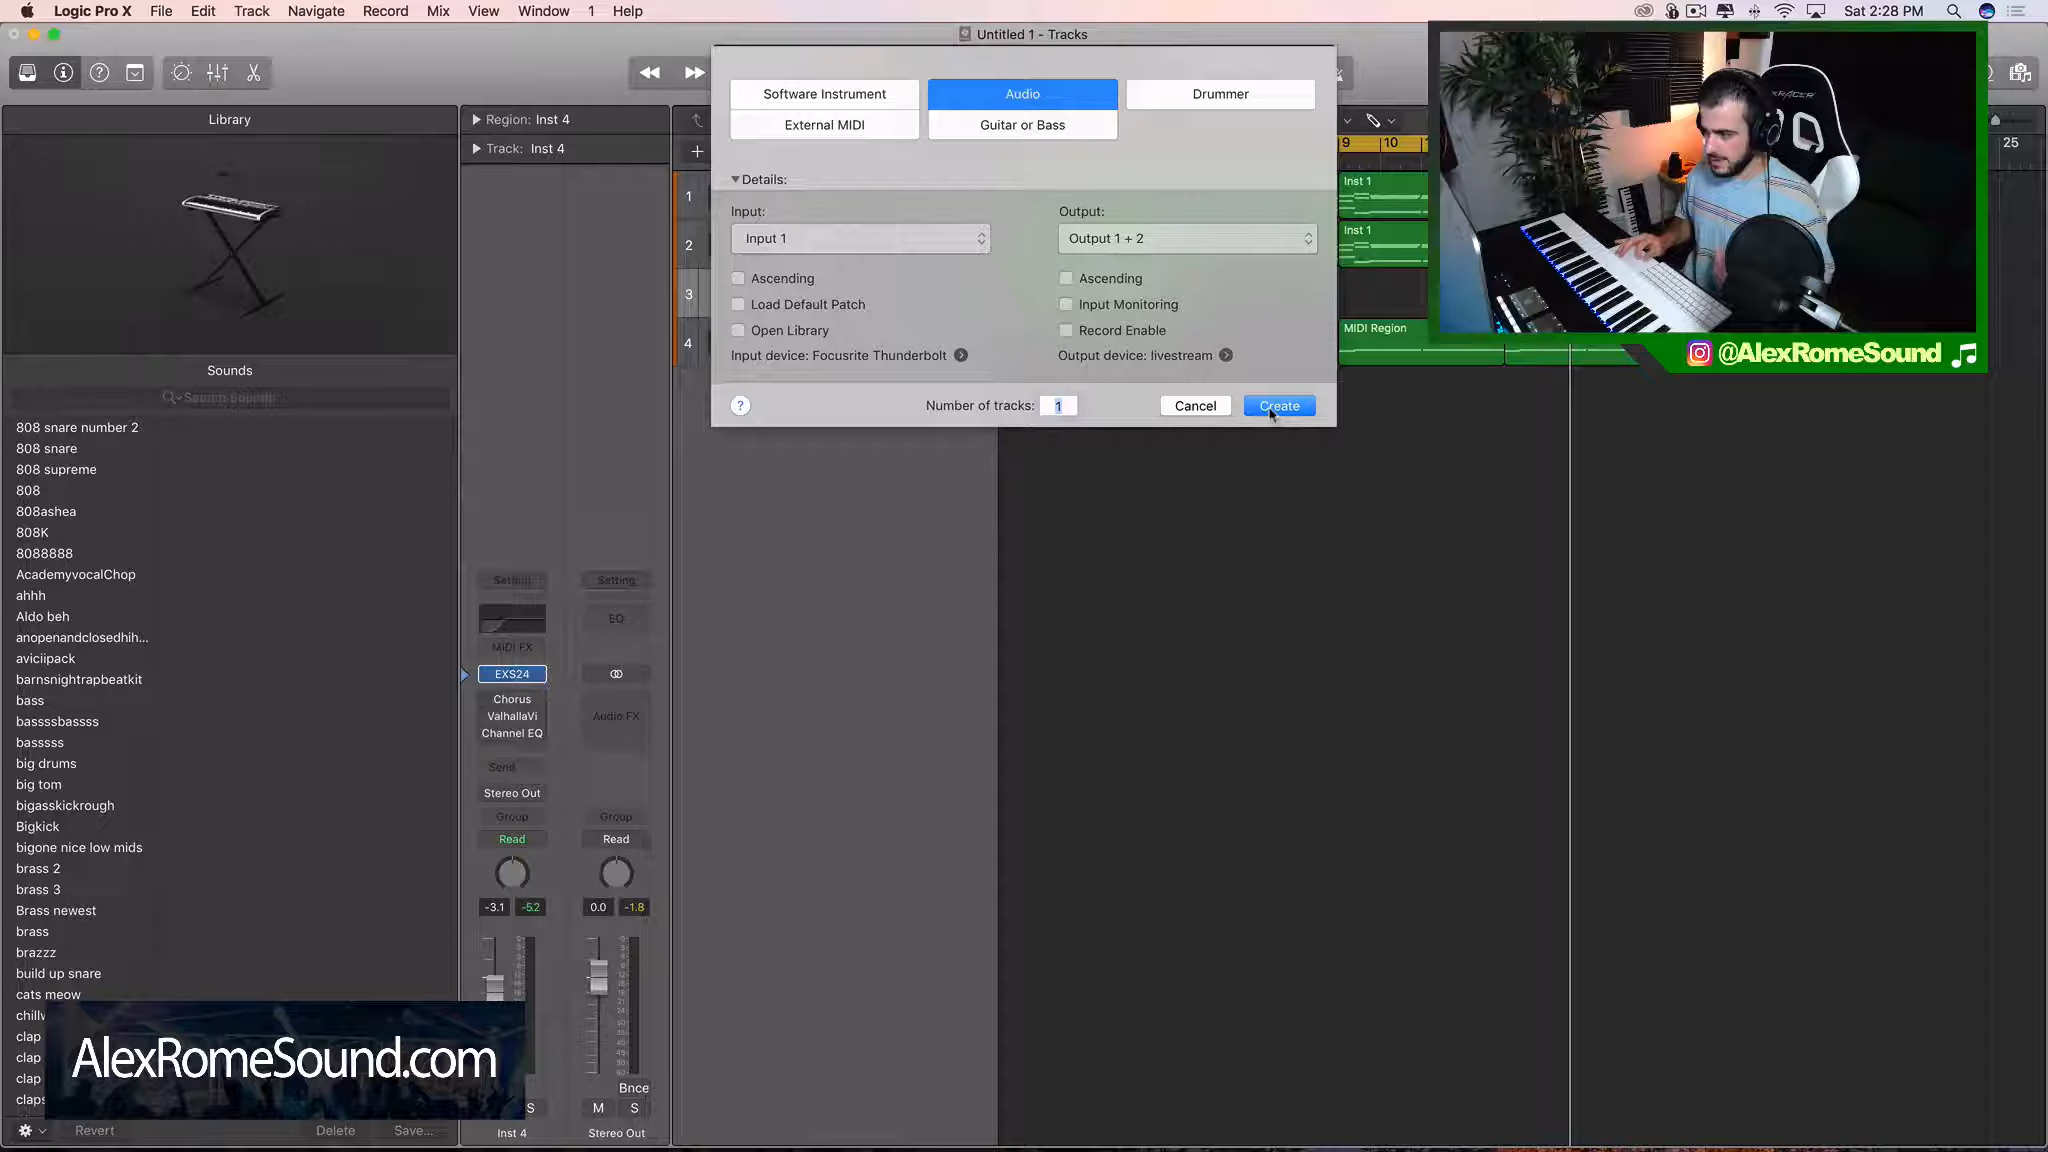 Logic Pro X File Edit Track Navigate Record Mix View Window 1 Help
Sat 2:28 PM
Untitled 1 - Tracks
Library
Region: Inst 4
Track: Inst 4
Sounds
Search Sounds
808 snare number 2
808 snare
808 supreme
808
808ashea
808K
8088888
AcademyvocalChop
ahhh
Aldo beh
anopenandclosedhih...
aviciipack
barnsnightrapbeatkit
bass
bassssbassss
basssss
big drums
big tom
bigasskickrough
Bigkick
bigone nice low mids
brass 2
brass 3
Brass newest
brass
brazzz
build up snare
cats meow
clap
clap
clap
claps
AlexRomeSound.com
Revert Delete Save...
Setting
MIDI FX
EXS24
Chorus
ValhallaVi
Channel EQ
Send
Stereo Out
Group
Read
-3.1 -5.2
S
Inst 4
Setting
EQ
Audio FX
Group
Read
0.0 -1.8
Bnce
M S
Stereo Out
1
2
3
4
Software Instrument Audio Drummer
External MIDI Guitar or Bass
Details:
Input: Output:
Input 1 Output 1 + 2
Ascending Ascending
Load Default Patch Input Monitoring
Open Library Record Enable
Input device: Focusrite Thunderbolt Output device: livestream
? Number of tracks: 1 Cancel Create
9 10
25
Inst 1
Inst 1
MIDI Region
@AlexRomeSound